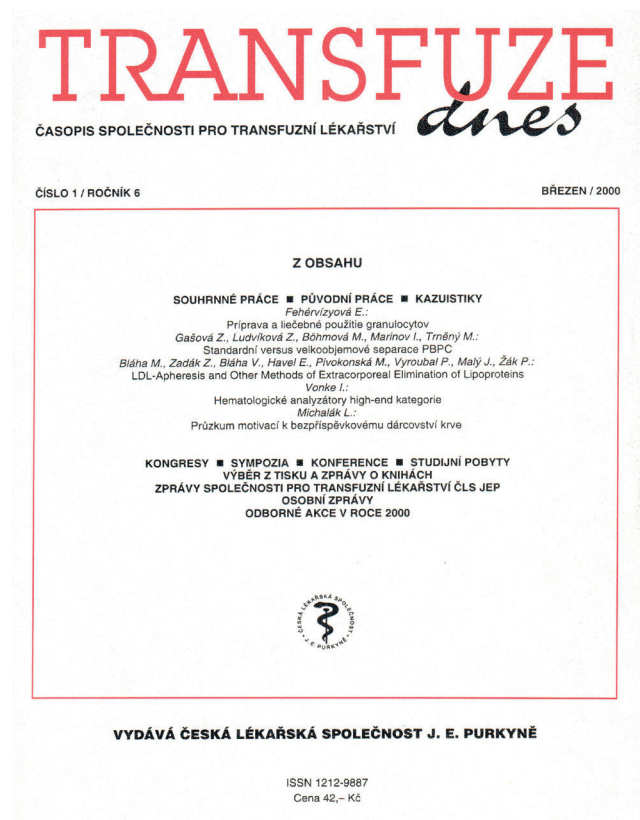 TRANSFUZE
dnes
ČASOPIS SPOLEČNOSTI PRO TRANSFUZNÍ LÉKAŘSTVÍ
ČÍSLO 1 / ROČNÍK 6
BŘEZEN / 2000
Z OBSAHU
SOUHRNNÉ PRÁCE ■ PŮVODNÍ PRÁCE ■ KAZUISTIKY
Fehérvízyová E.:
Príprava a liečebné použitie granulocytov
Gašová Z., Ludvíková Z., Böhmová M., Marinov I., Trněný M.:
Standardní versus velkoobjemové separace PBPC
Bláha M., Zadák Z., Bláha V., Havel E., Pivokonská M., Vyroubal P., Malý J., Žák P.:
LDL-Apheresis and Other Methods of Extracorporeal Elimination of Lipoproteins
Vonke I.:
Hematologické analyzátory high-end kategorie
Michalák L.:
Průzkum motivací k bezpříspěvkovému dárcovství krve
KONGRESY ■ SYMPOZIA ■ KONFERENCE ■ STUDIJNÍ POBYTY
VÝBĚR Z TISKU A ZPRÁVY O KNIHÁCH
ZPRÁVY SPOLEČNOSTI PRO TRANSFUZNÍ LÉKAŘSTVÍ ČLS JEP
OSOBNÍ ZPRÁVY
ODBORNÉ AKCE V ROCE 2000
ČESKÁ LÉKAŘSKÁ SPOLEČNOST
• J. E. PURKYNĚ •
VYDÁVÁ ČESKÁ LÉKAŘSKÁ SPOLEČNOST J. E. PURKYNĚ
ISSN 1212-9887
Cena 42,– Kč